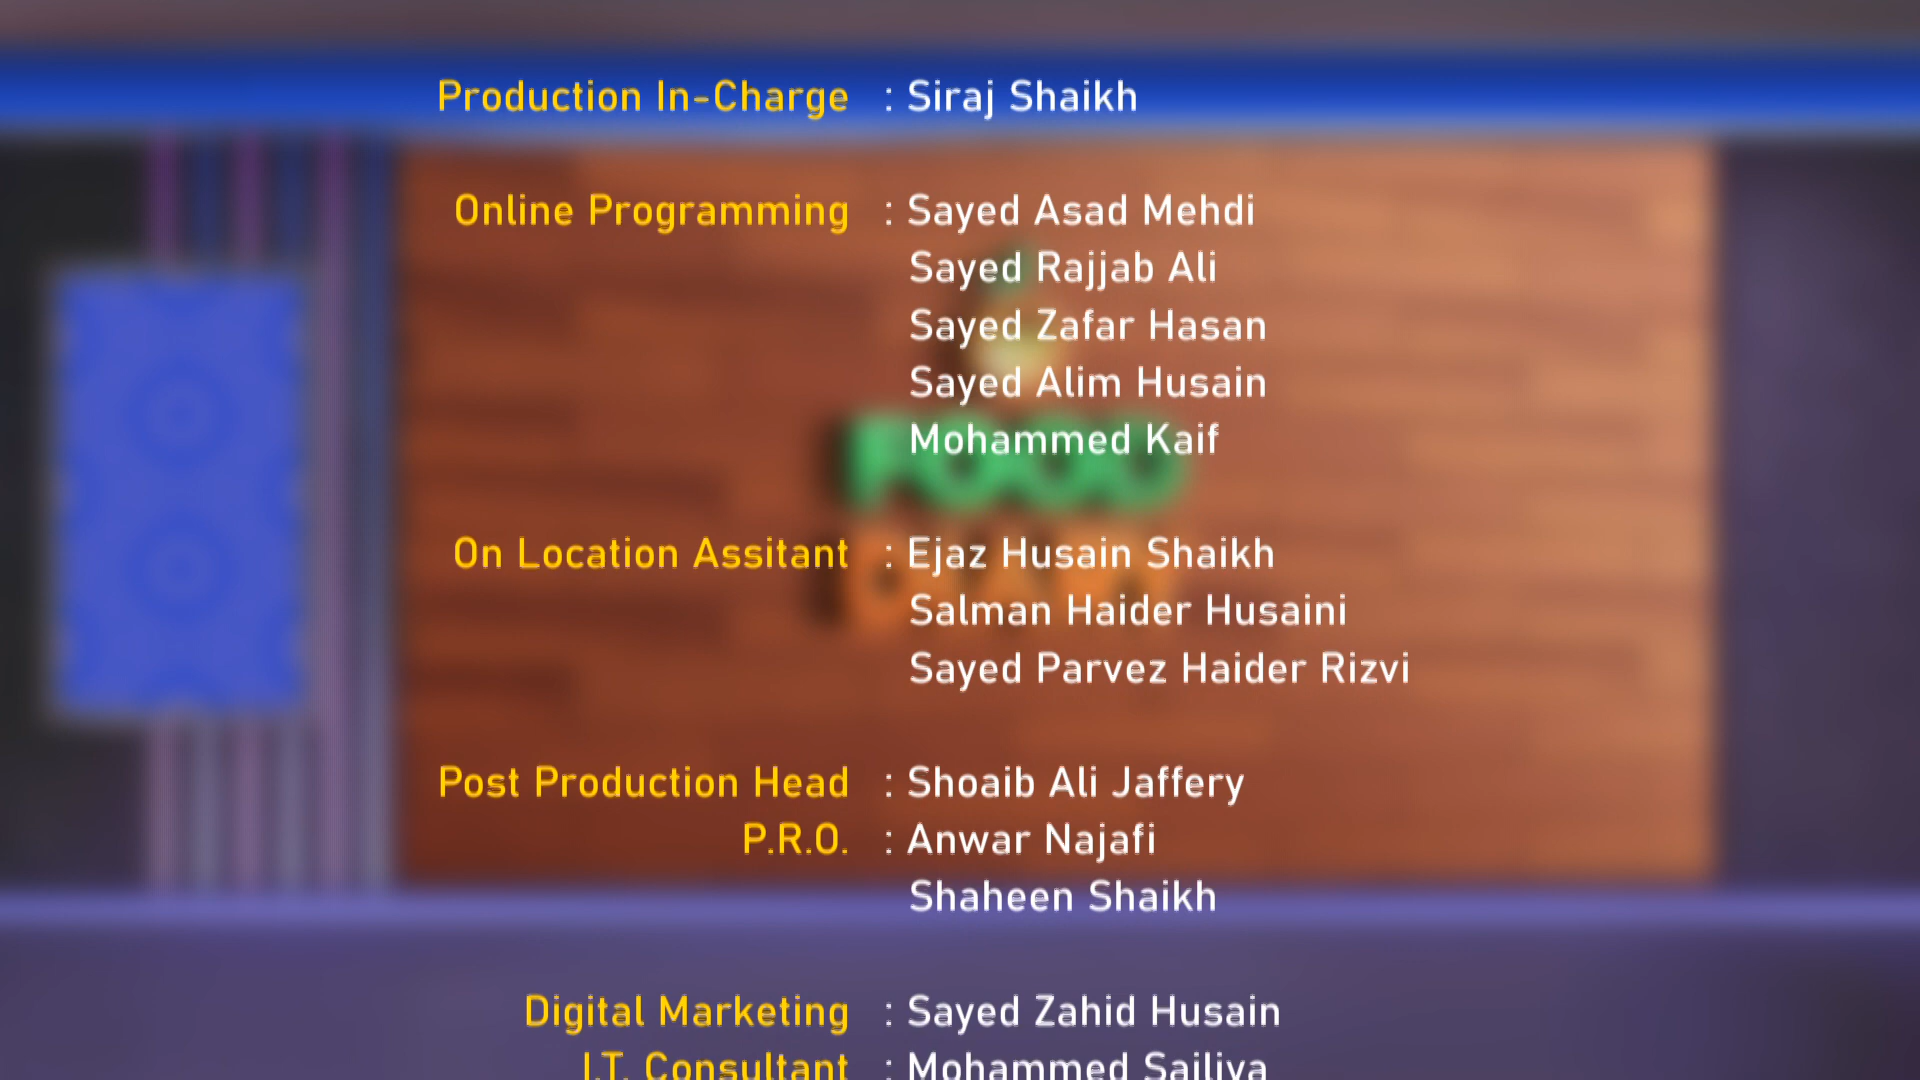 Production In-Charge : Siraj Shaikh
Online Programming : Sayed Asad Mehdi
Sayed Rajjab Ali
Sayed Zafar Hasan
Sayed Alim Husain
Mohammed Kaif
FOOD
On Location Assitant : Ejaz Husain Shaikh
Salman Haider Husaini
Sayed Parvez Haider Rizvi
Post Production Head : Shoaib Ali Jaffery
P.R.O. : Anwar Najafi
Shaheen Shaikh
Digital Marketing : Sayed Zahid Husain
I.T. Consultant : Mohammed Sailiya